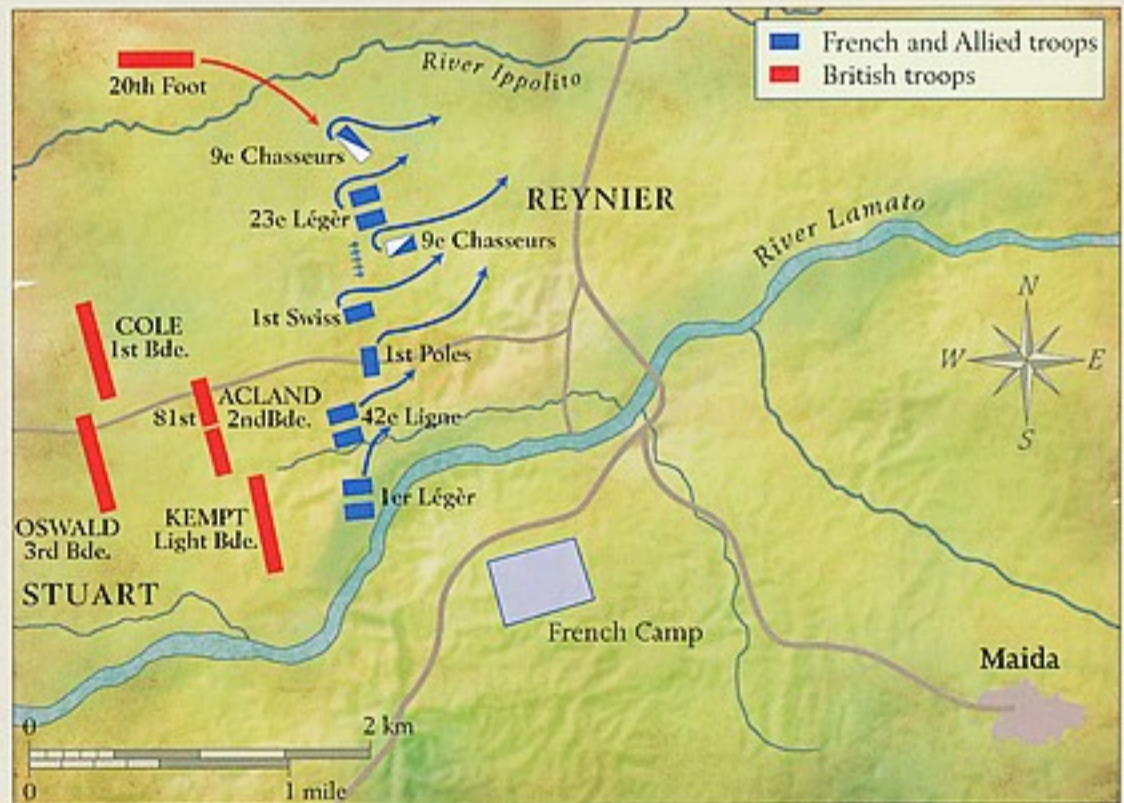 French and Allied troops
British troops
20th Foot
River Ippolito
9e Chasseurs
23e Légèr
REYNIER
River Lamato
9e Chasseurs
1st Swiss
N
W
E
S
COLE
1st Bde.
1st Poles
81st
ACLAND
2ndBde.
42e Ligne
1er Légèr
OSWALD
3rd Bde.
KEMPT
Light Bde.
STUART
French Camp
Maida
0
2 km
0
1 mile